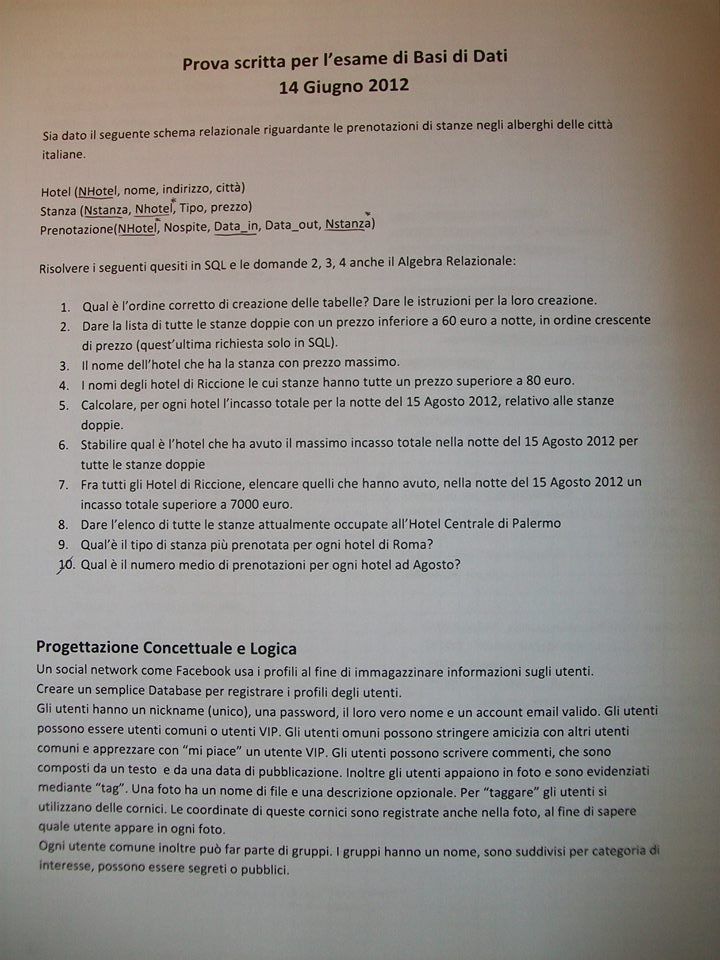 Prova scritta per l'esame di Basi di Dati
14 Giugno 2012
Sia dato il seguente schema relazionale riguardante le prenotazioni di stanze negli alberghi delle città
italiane.
Hotel (NHotel, nome, indirizzo, città)
Stanza (Nstanza, Nhotel*, Tipo, prezzo)
Prenotazione(NHotel*, Nospite, Data_in, Data_out, Nstanza*)
Risolvere i seguenti quesiti in SQL e le domande 2, 3, 4 anche il Algebra Relazionale:
1. Qual è l'ordine corretto di creazione delle tabelle? Dare le istruzioni per la loro creazione.
2. Dare la lista di tutte le stanze doppie con un prezzo inferiore a 60 euro a notte, in ordine crescente
di prezzo (quest'ultima richiesta solo in SQL).
3. Il nome dell'hotel che ha la stanza con prezzo massimo.
4. I nomi degli hotel di Riccione le cui stanze hanno tutte un prezzo superiore a 80 euro.
5. Calcolare, per ogni hotel l'incasso totale per la notte del 15 Agosto 2012, relativo alle stanze
doppie.
6. Stabilire qual è l'hotel che ha avuto il massimo incasso totale nella notte del 15 Agosto 2012 per
tutte le stanze doppie
7. Fra tutti gli Hotel di Riccione, elencare quelli che hanno avuto, nella notte del 15 Agosto 2012 un
incasso totale superiore a 7000 euro.
8. Dare l'elenco di tutte le stanze attualmente occupate all'Hotel Centrale di Palermo
9. Qual'è il tipo di stanza più prenotata per ogni hotel di Roma?
10. Qual è il numero medio di prenotazioni per ogni hotel ad Agosto?
Progettazione Concettuale e Logica
Un social network come Facebook usa i profili al fine di immagazzinare informazioni sugli utenti.
Creare un semplice Database per registrare i profili degli utenti.
Gli utenti hanno un nickname (unico), una password, il loro vero nome e un account email valido. Gli utenti
possono essere utenti comuni o utenti VIP. Gli utenti omuni possono stringere amicizia con altri utenti
comuni e apprezzare con "mi piace" un utente VIP. Gli utenti possono scrivere commenti, che sono
composti da un testo e da una data di pubblicazione. Inoltre gli utenti appaiono in foto e sono evidenziati
mediante "tag". Una foto ha un nome di file e una descrizione opzionale. Per "taggare" gli utenti si
utilizzano delle cornici. Le coordinate di queste cornici sono registrate anche nella foto, al fine di sapere
quale utente appare in ogni foto.
Ogni utente comune inoltre può far parte di gruppi. I gruppi hanno un nome, sono suddivisi per categoria di
interesse, possono essere segreti o pubblici.